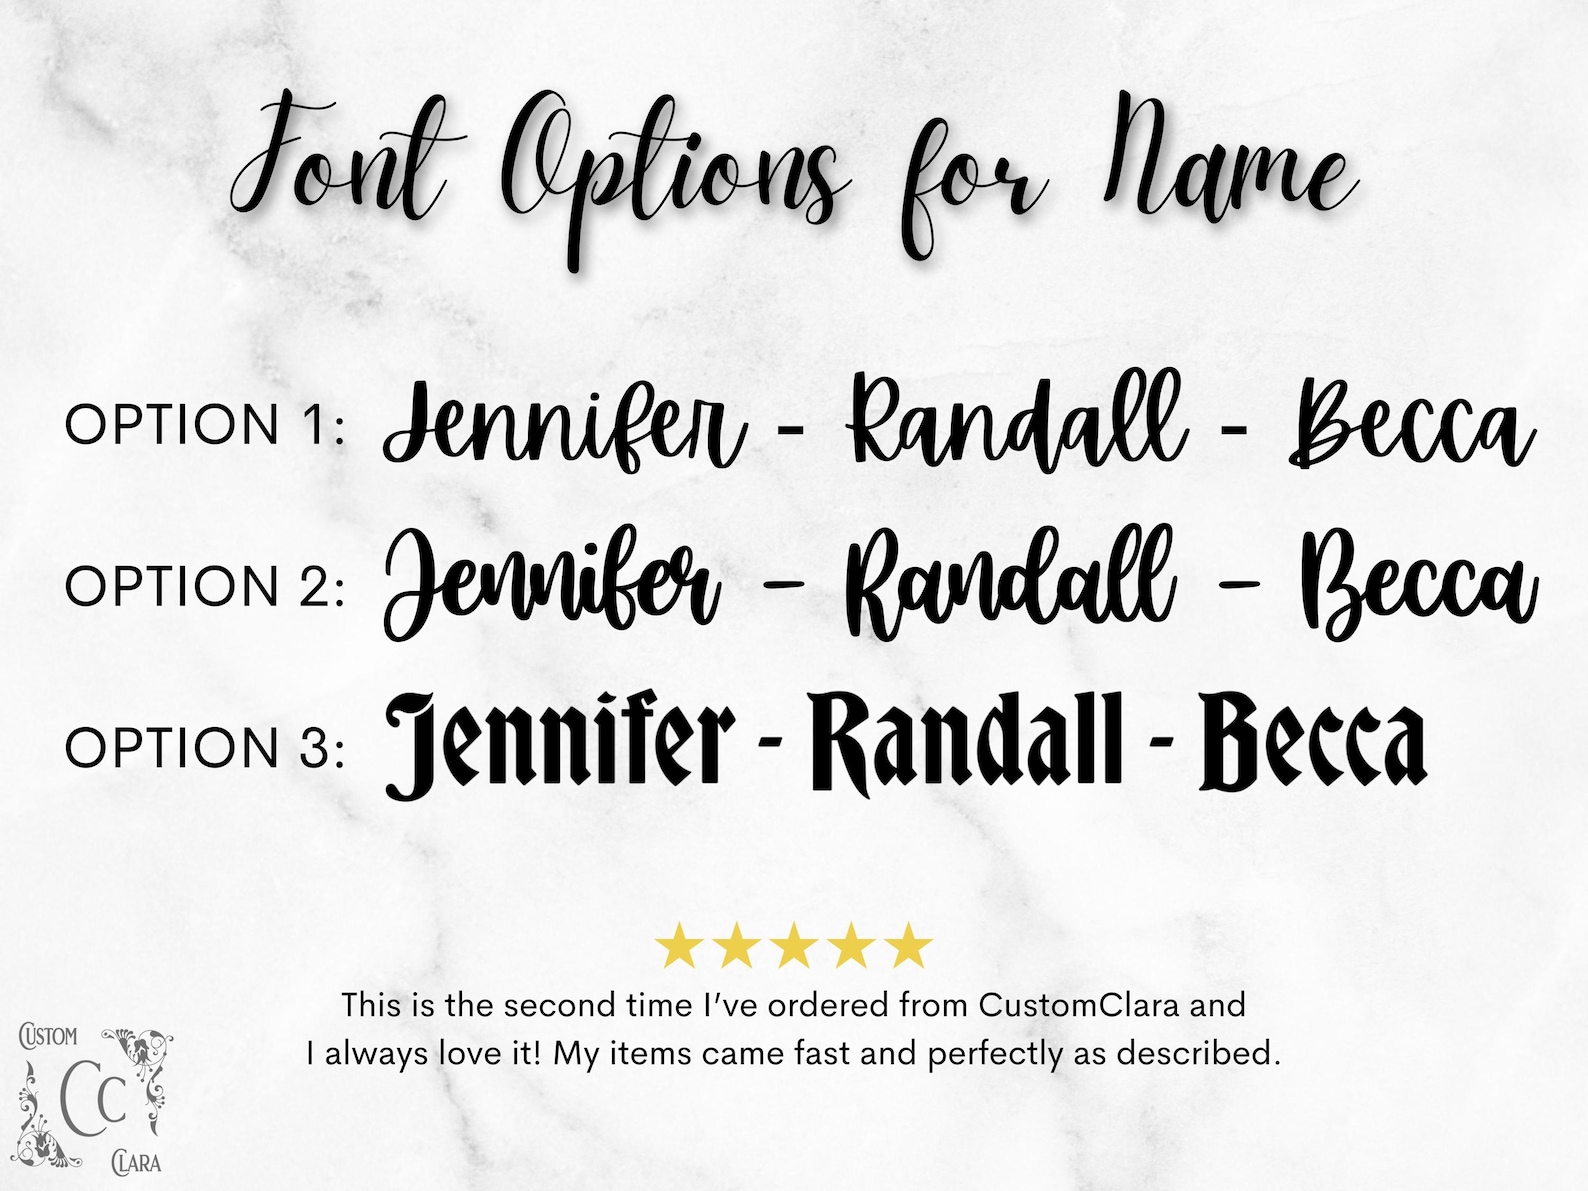 Font Options for Name
OPTION 1: Jennifer - Randall - Becca
OPTION 2: Jennifer - Randall - Becca
OPTION 3: Jennifer - Randall - Becca
This is the second time I’ve ordered from CustomClara and
I always love it! My items came fast and perfectly as described.
CUSTOM
CC
CLARA